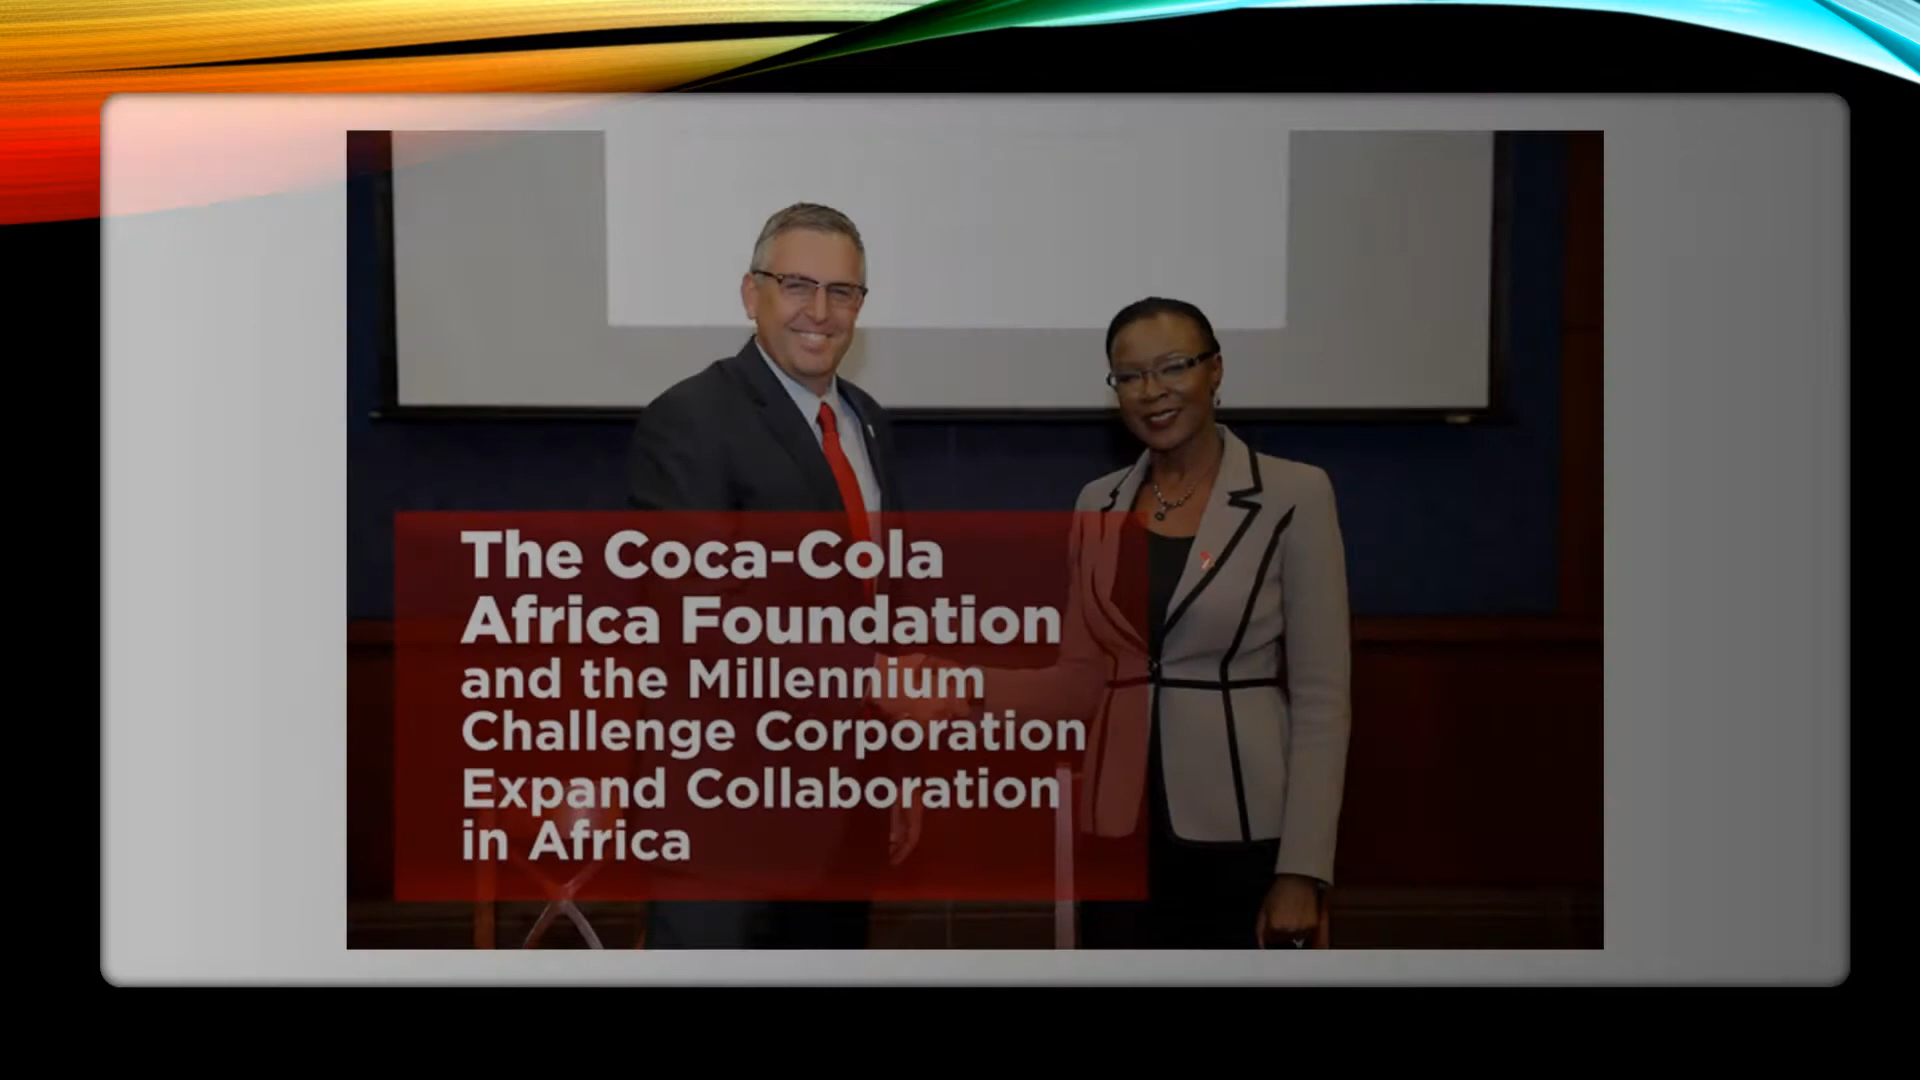 The Coca-Cola
Africa Foundation
and the Millennium
Challenge Corporation
Expand Collaboration
in Africa